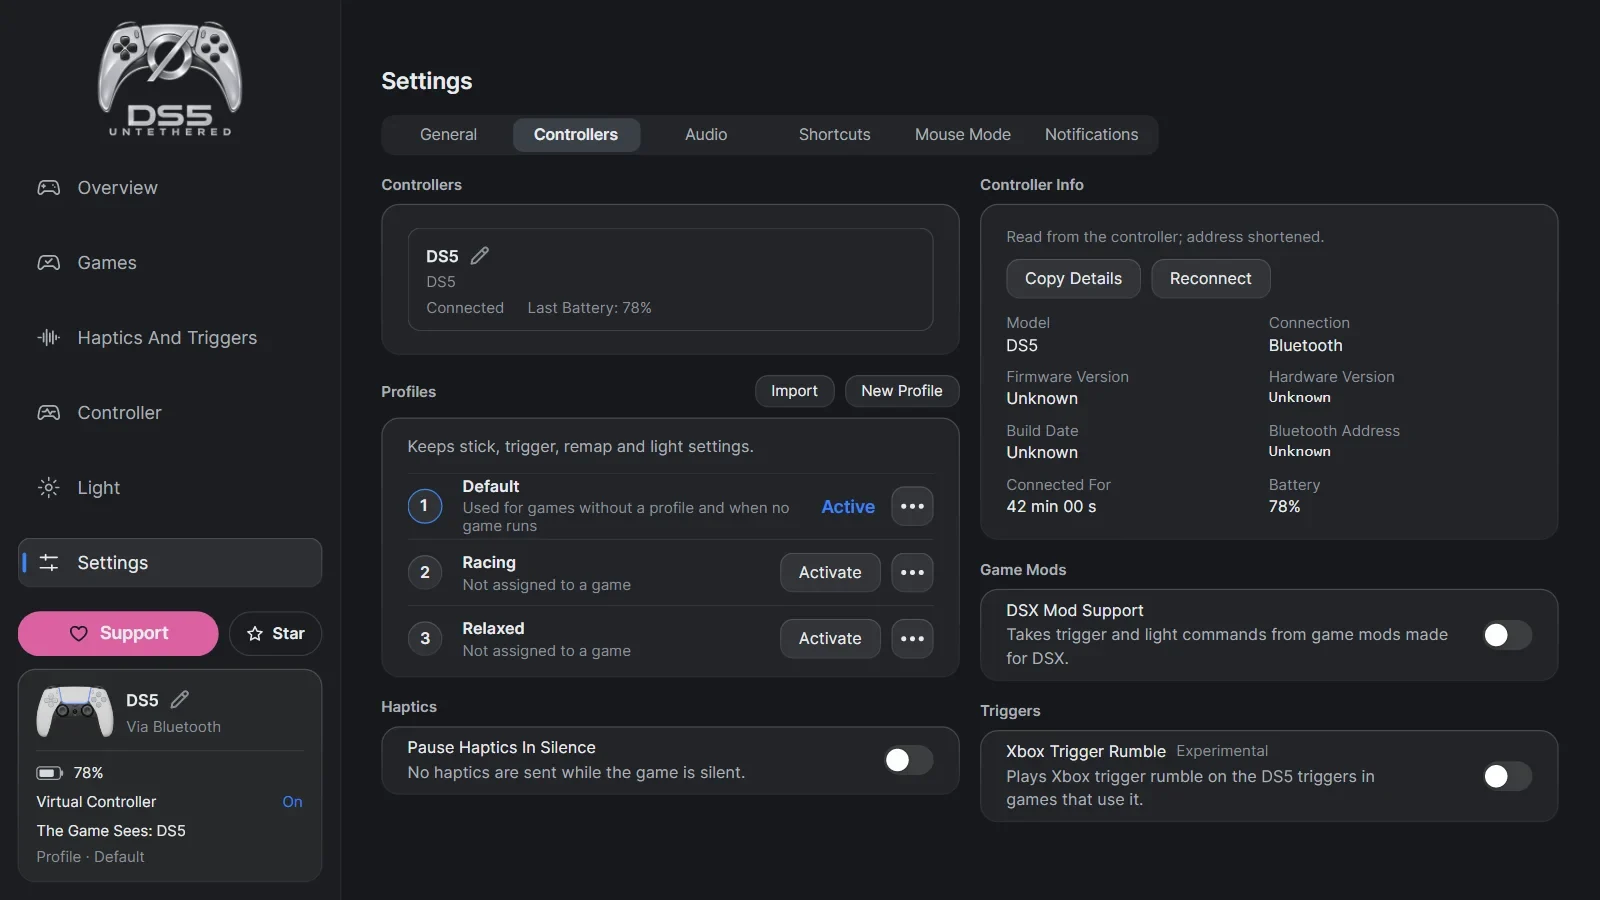 DS5
UNTETHERED
Overview
Games
Haptics And Triggers
Controller
Light
Settings
Support
Star
DS5
Via Bluetooth
78%
Virtual Controller On
The Game Sees: DS5
Profile · Default
Settings
General Controllers Audio Shortcuts Mouse Mode Notifications
Controllers
DS5
DS5
Connected Last Battery: 78%
Profiles Import New Profile
Keeps stick, trigger, remap and light settings.
1 Default
Used for games without a profile and when no
game runs
Active
2 Racing
Not assigned to a game
Activate
3 Relaxed
Not assigned to a game
Activate
Haptics
Pause Haptics In Silence
No haptics are sent while the game is silent.
Controller Info
Read from the controller; address shortened.
Copy Details Reconnect
Model Connection
DS5 Bluetooth
Firmware Version Hardware Version
Unknown Unknown
Build Date Bluetooth Address
Unknown Unknown
Connected For Battery
42 min 00 s 78%
Game Mods
DSX Mod Support
Takes trigger and light commands from game mods made
for DSX.
Triggers
Xbox Trigger Rumble Experimental
Plays Xbox trigger rumble on the DS5 triggers in
games that use it.